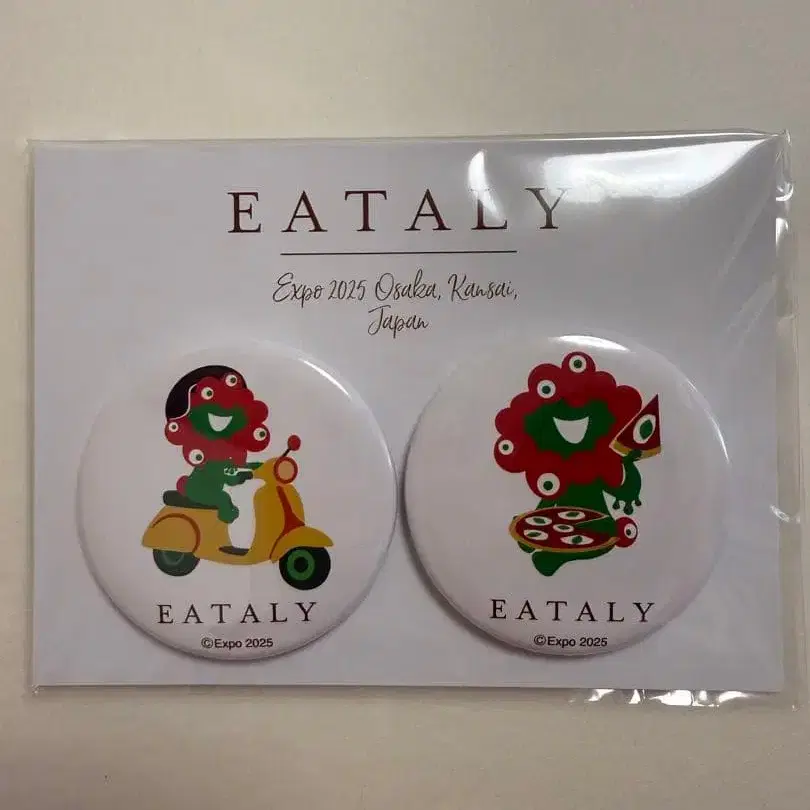 EATALY
Expo 2025 Osaka, Kansai,
Japan
EATALY
©Expo 2025
EATALY
©Expo 2025